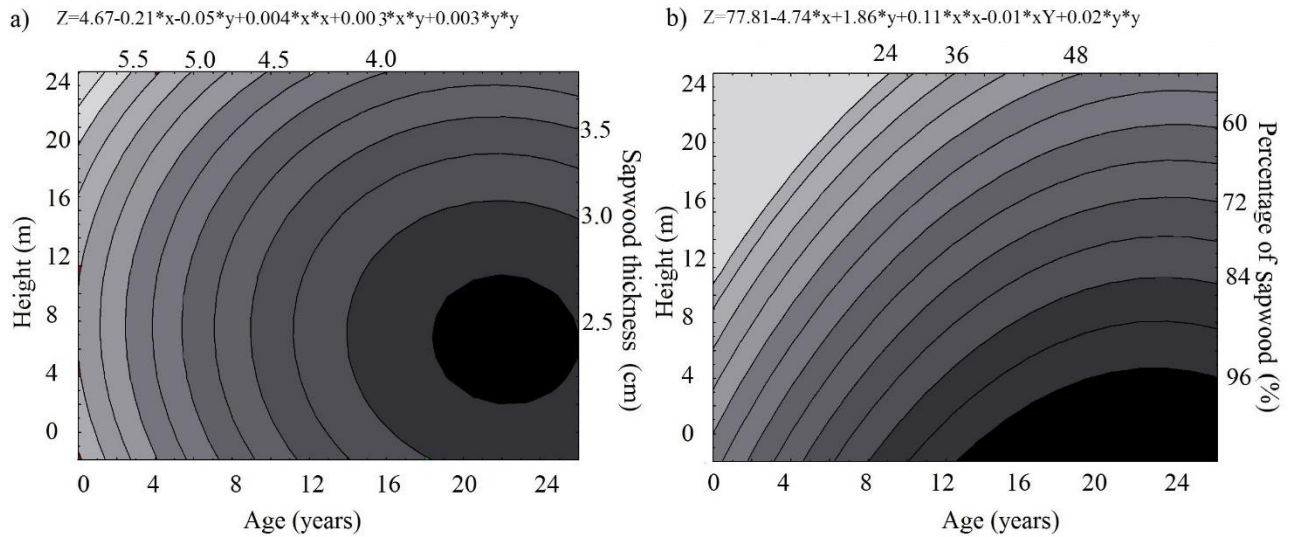 a)
Z=4.67-0.21*x-0.05*y+0.004*x*x+0.003*x*y+0.003*y*y
5.5 5.0 4.5 4.0
24
20
16
12
8
4
0
Height (m)
3.5
3.0
2.5
Sapwood thickness (cm)
0 4 8 12 16 20 24
Age (years)
b)
Z=77.81-4.74*x+1.86*y+0.11*x*x-0.01*xY+0.02*y*y
24 36 48
24
20
16
12
8
4
0
Height (m)
60
72
84
96
Percentage of sapwood (%)
0 4 8 12 16 20 24
Age (years)